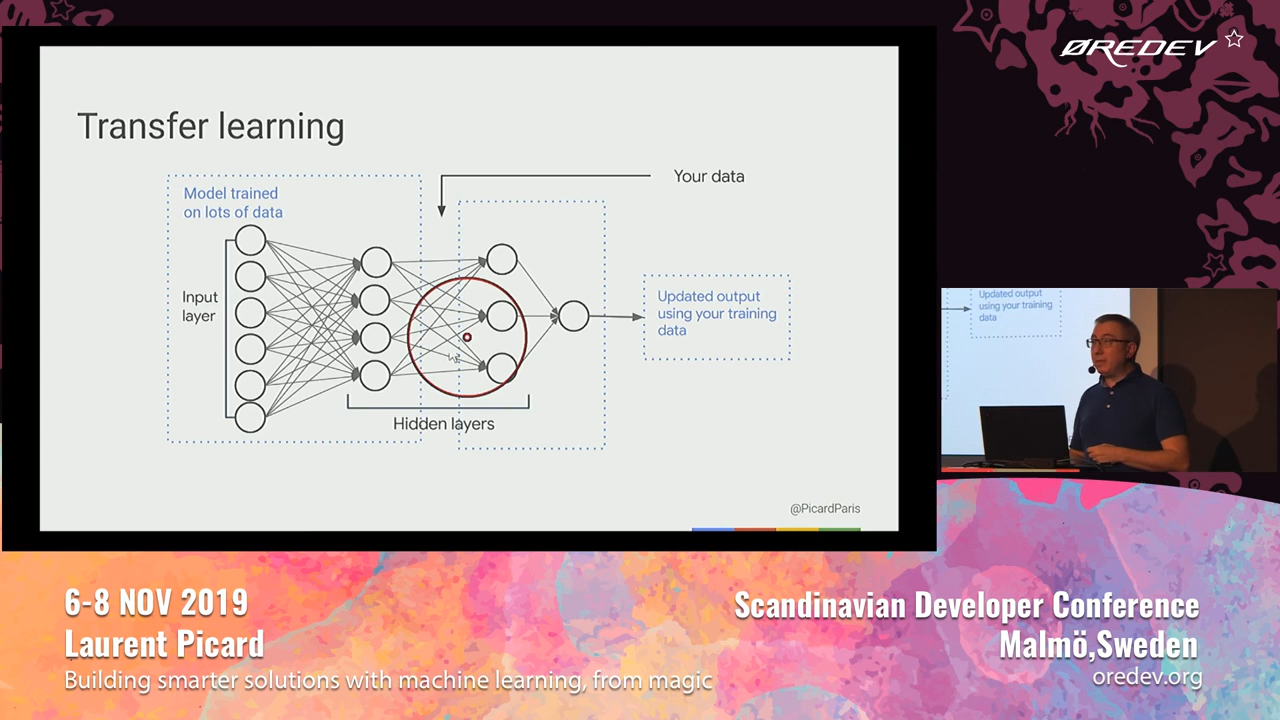 ØREDEV
Transfer learning
Your data
Model trained
on lots of data
Input
layer
Updated output
using your training
data
Hidden layers
@PicardParis
Updated output
using your training
data
6-8 NOV 2019
Laurent Picard
Building smarter solutions with machine learning, from magic
Scandinavian Developer Conference
Malmö,Sweden
oredev.org